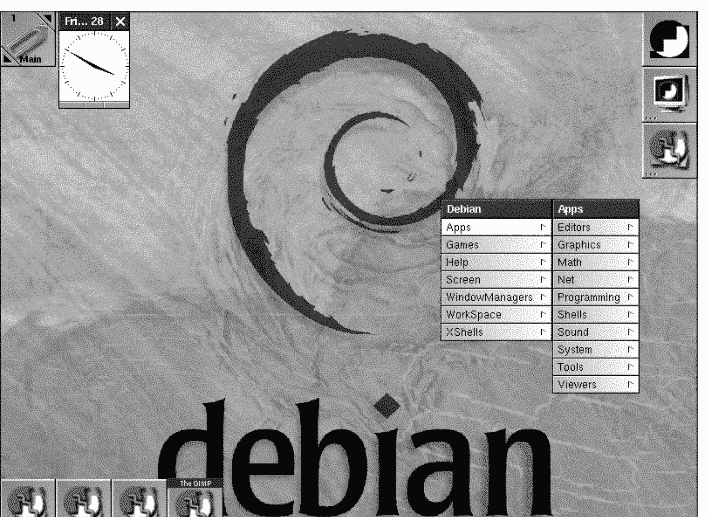 1
Main
Fri... 28
Debian
Apps
Games
Help
Screen
WindowManagers
WorkSpace
XShells
Apps
Editors
Graphics
Math
Net
Programming
Shells
Sound
System
Tools
Viewers
debian
The GIMP